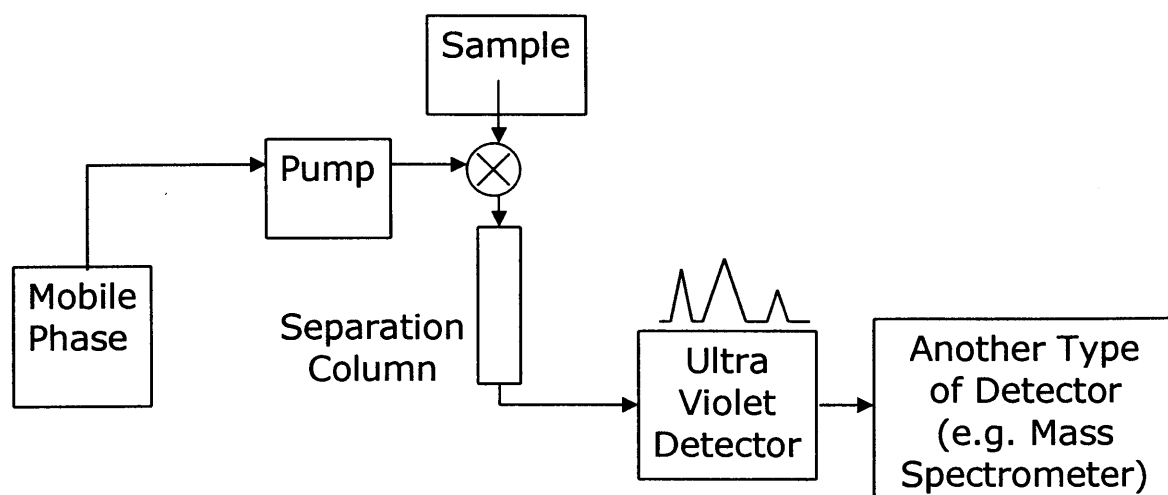 Sample
Pump
Mobile
Phase
Separation
Column
Ultra
Violet
Detector
Another Type
of Detector
(e.g. Mass
Spectrometer)